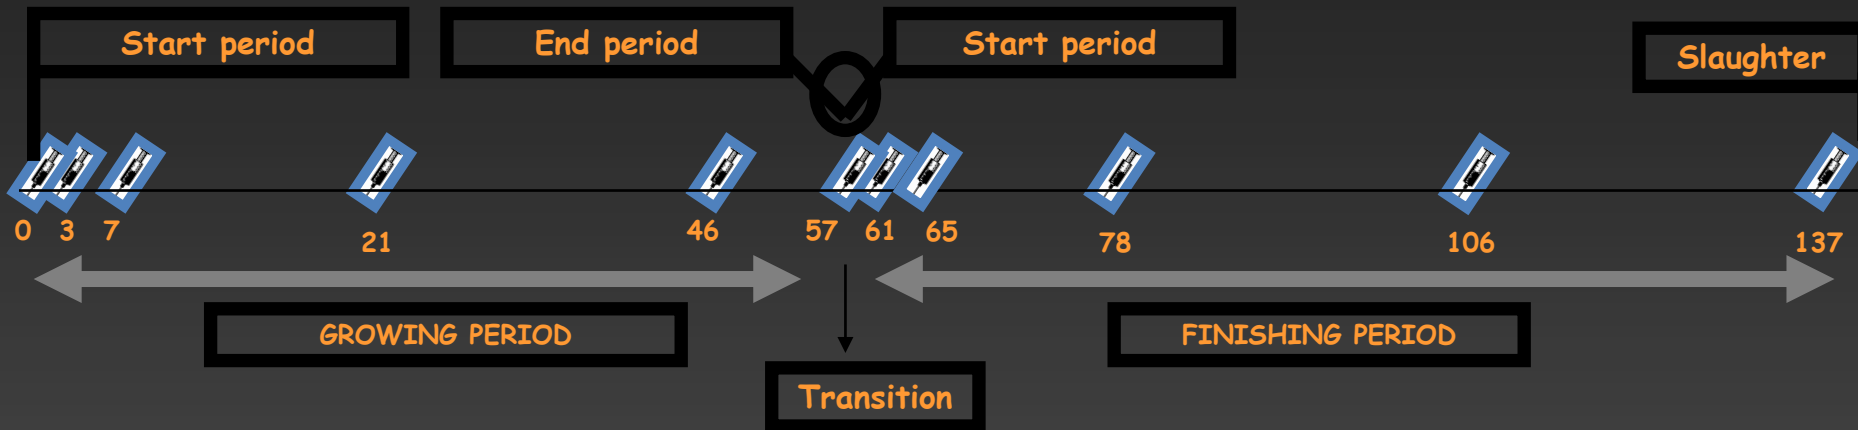 Start period
End period
Start period
Slaughter
0 3 7 21 46 57 61 65 78 106 137
GROWING PERIOD
FINISHING PERIOD
Transition